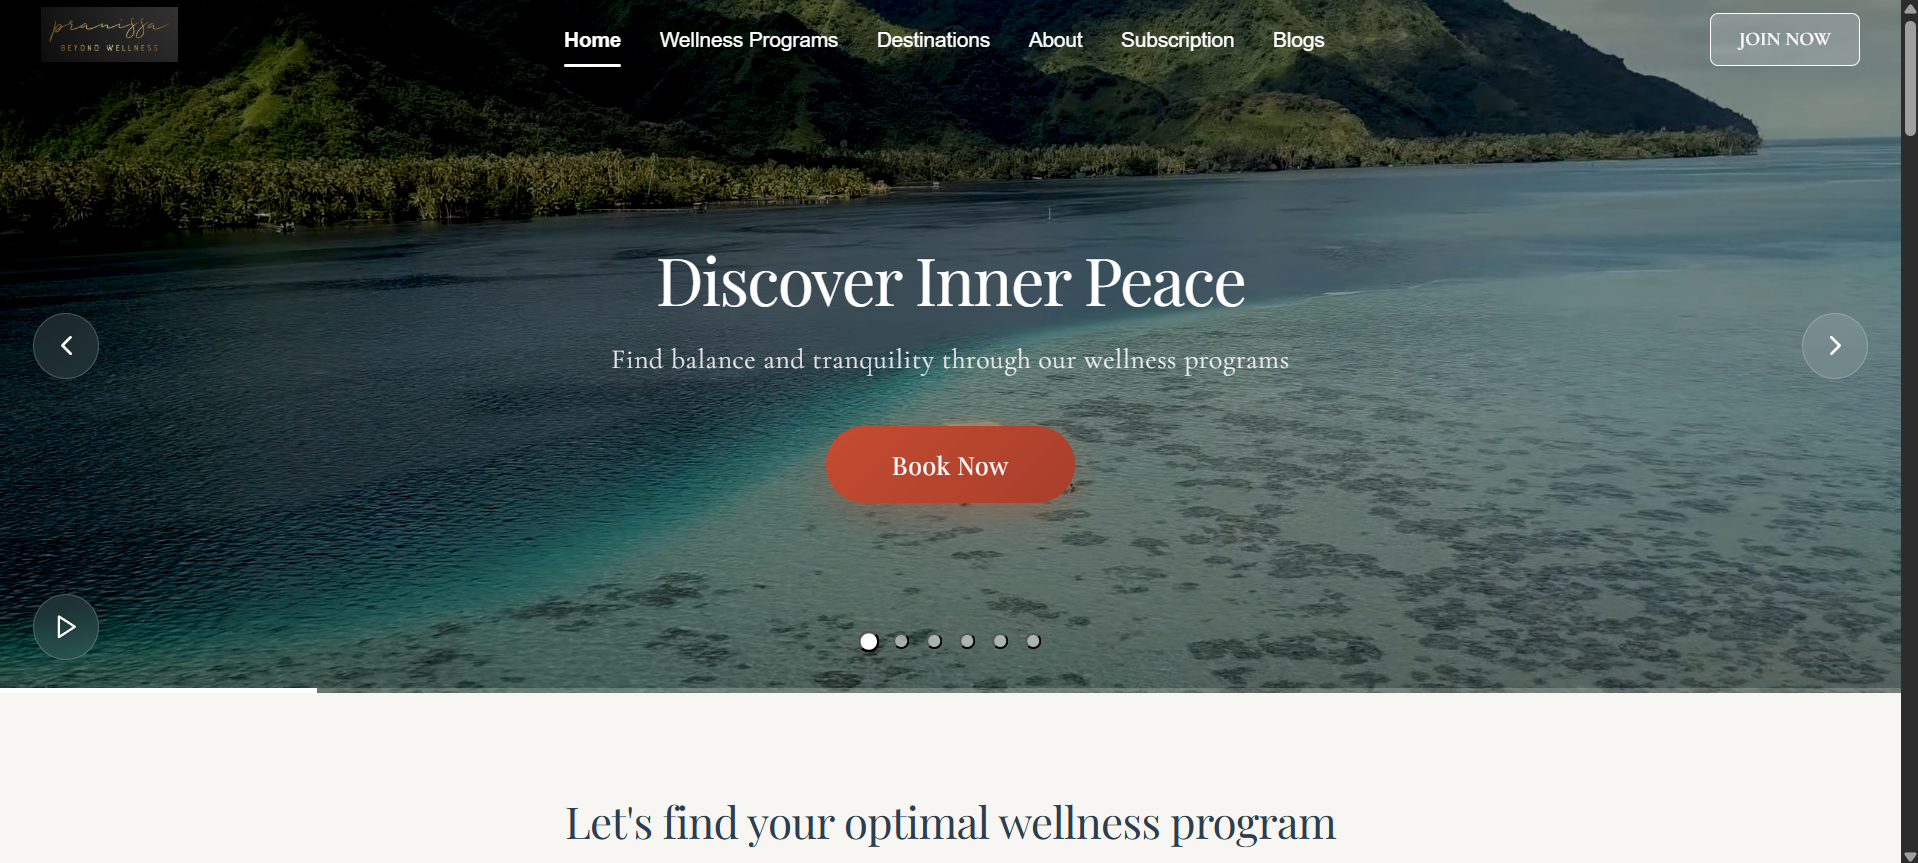 pranissa
BEYOND WELLNESS
Home
Wellness Programs
Destinations
About
Subscription
Blogs
JOIN NOW
Discover Inner Peace
Find balance and tranquility through our wellness programs
Book Now
Let's find your optimal wellness program